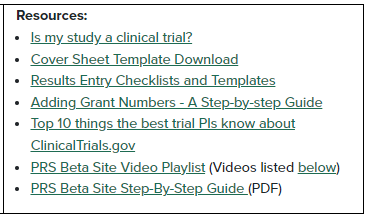 Resources:
• Is my study a clinical trial?
• Cover Sheet Template Download
• Results Entry Checklists and Templates
• Adding Grant Numbers - A Step-by-step Guide
• Top 10 things the best trial PIs know about
ClinicalTrials.gov
• PRS Beta Site Video Playlist (Videos listed below)
• PRS Beta Site Step-By-Step Guide (PDF)